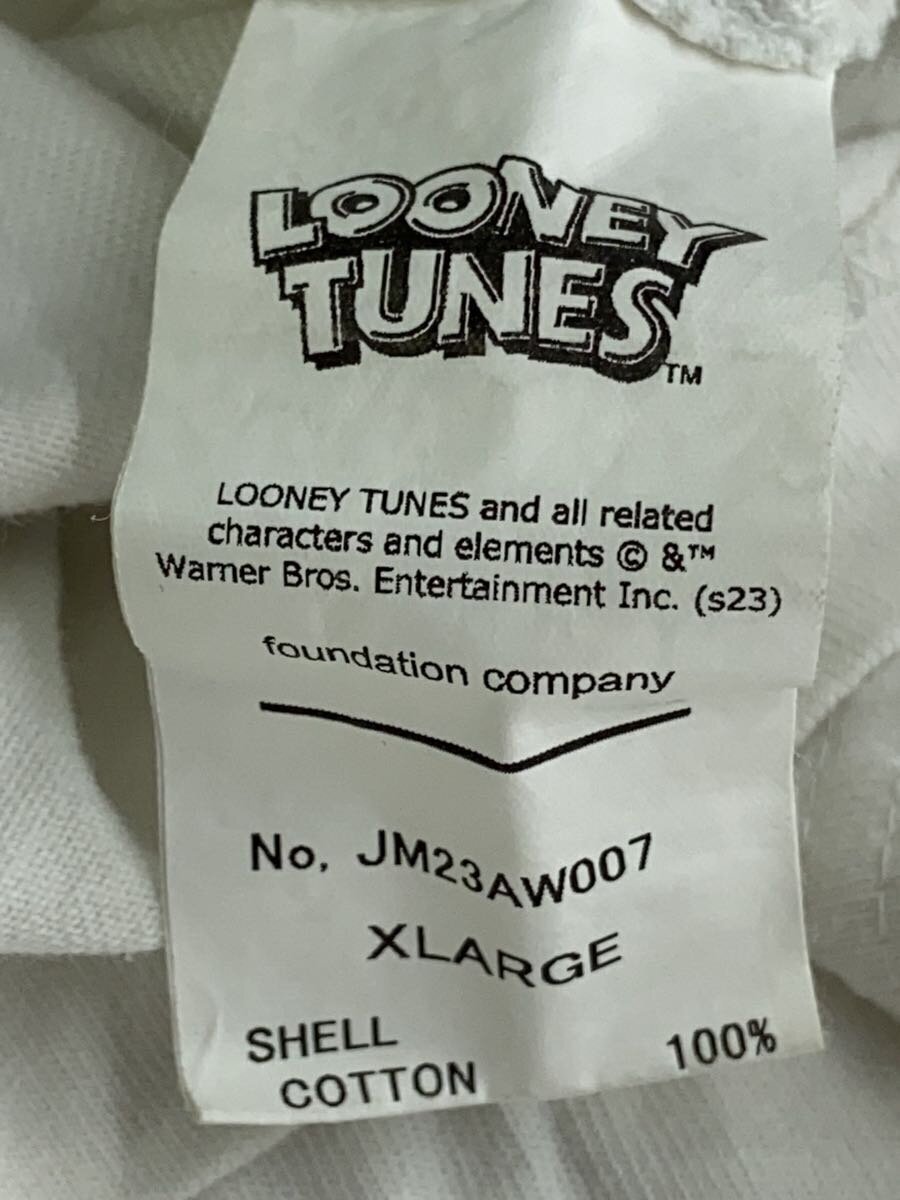 LOONEY
TUNES
TM
LOONEY TUNES and all related
characters and elements © &™
Warner Bros. Entertainment Inc. (s23)
foundation company
No. JM23AW007
XLARGE
SHELL
COTTON 100%